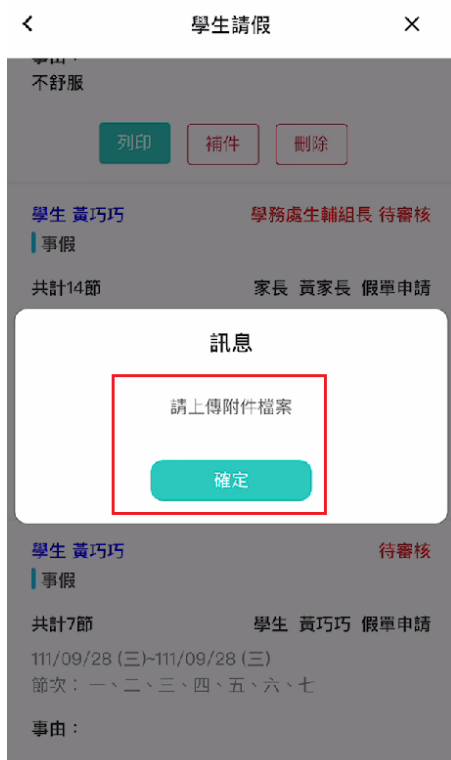 學生請假
事由：
不舒服
列印 補件 刪除
學生 黃巧巧 學務處生輔組長 待審核
事假
共計14節 家長 黃家長 假單申請
訊息
請上傳附件檔案
確定
學生 黃巧巧 待審核
事假
共計7節 學生 黃巧巧 假單申請
111/09/28 (三)~111/09/28 (三)
節次：一、二、三、四、五、六、七
事由：